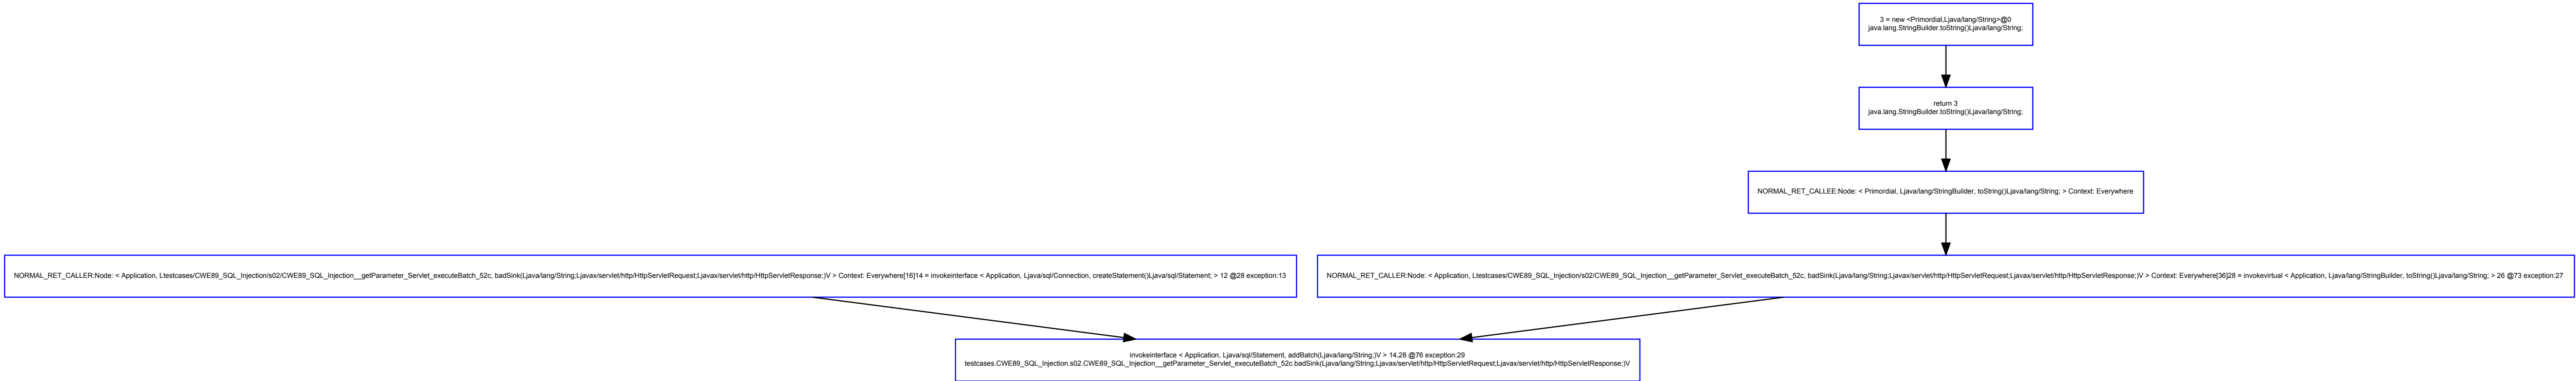 3 = new <Primordial,Ljava/lang/String>@0
java.lang.StringBuilder.toString()Ljava/lang/String;
return 3
java.lang.StringBuilder.toString()Ljava/lang/String;
NORMAL_RET_CALLEE:Node: < Primordial, Ljava/lang/StringBuilder, toString()Ljava/lang/String; > Context: Everywhere
NORMAL_RET_CALLER:Node: < Application, Ltestcases/CWE89_SQL_Injection/s02/CWE89_SQL_Injection__getParameter_Servlet_executeBatch_52c, badSink(Ljava/lang/String;Ljavax/servlet/http/HttpServletRequest;Ljavax/servlet/http/HttpServletResponse;)V > Context: Everywhere[16]14 = invokeinterface < Application, Ljava/sql/Connection, createStatement()Ljava/sql/Statement; > 12 @28 exception:13
NORMAL_RET_CALLER:Node: < Application, Ltestcases/CWE89_SQL_Injection/s02/CWE89_SQL_Injection__getParameter_Servlet_executeBatch_52c, badSink(Ljava/lang/String;Ljavax/servlet/http/HttpServletRequest;Ljavax/servlet/http/HttpServletResponse;)V > Context: Everywhere[36]28 = invokevirtual < Application, Ljava/lang/StringBuilder, toString()Ljava/lang/String; > 26 @73 exception:27
invokeinterface < Application, Ljava/sql/Statement, addBatch(Ljava/lang/String;)V > 14,28 @76 exception:29
testcases.CWE89_SQL_Injection.s02.CWE89_SQL_Injection__getParameter_Servlet_executeBatch_52c.badSink(Ljava/lang/String;Ljavax/servlet/http/HttpServletRequest;Ljavax/servlet/http/HttpServletResponse;)V